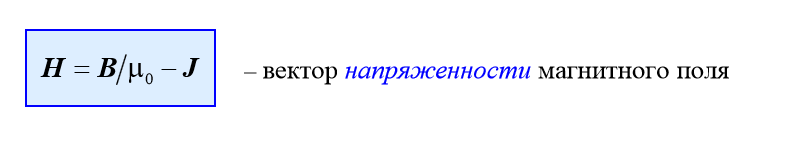 H = B/μ₀ − J – вектор напряженности магнитного поля